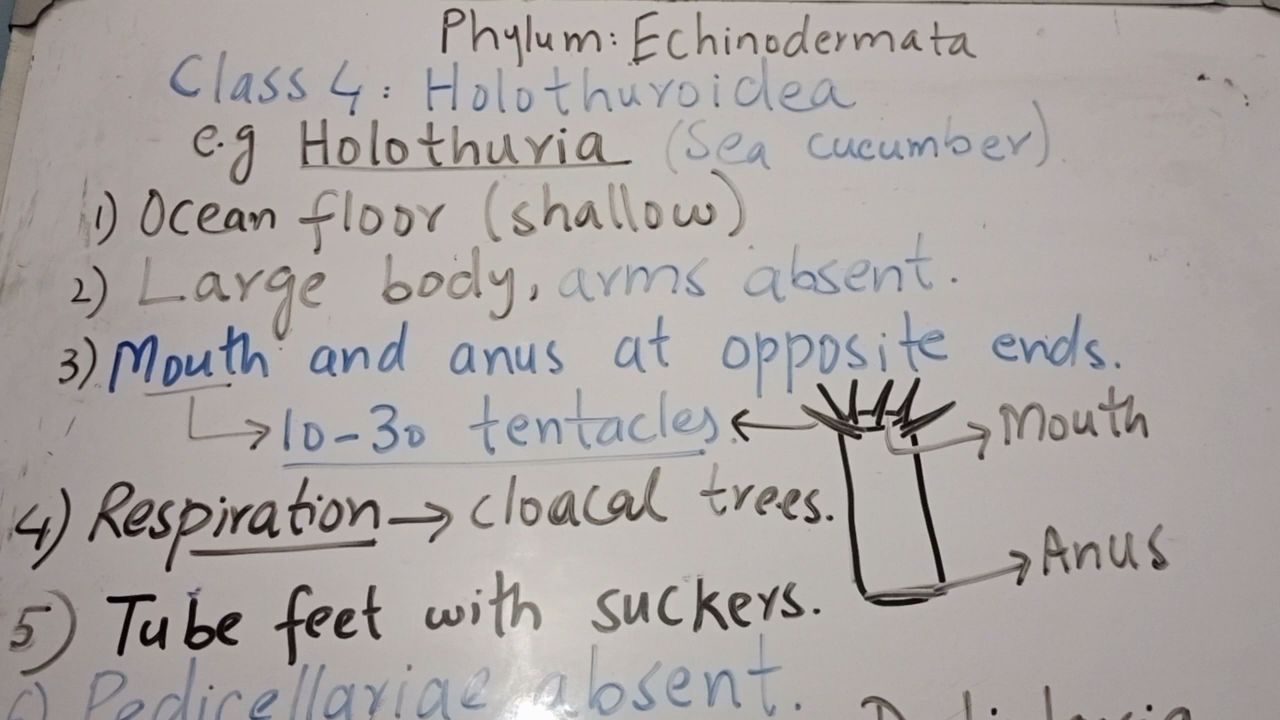 Phylum: Echinodermata
Class 4: Holothuroidea
e.g Holothuria (Sea cucumber)
1) Ocean floor (shallow)
2) Large body, arms absent.
3) Mouth and anus at opposite ends.
10-30 tentacles.
Mouth
4) Respiration → cloacal trees.
Anus
5) Tube feet with suckers.
Pedicellariae absent.